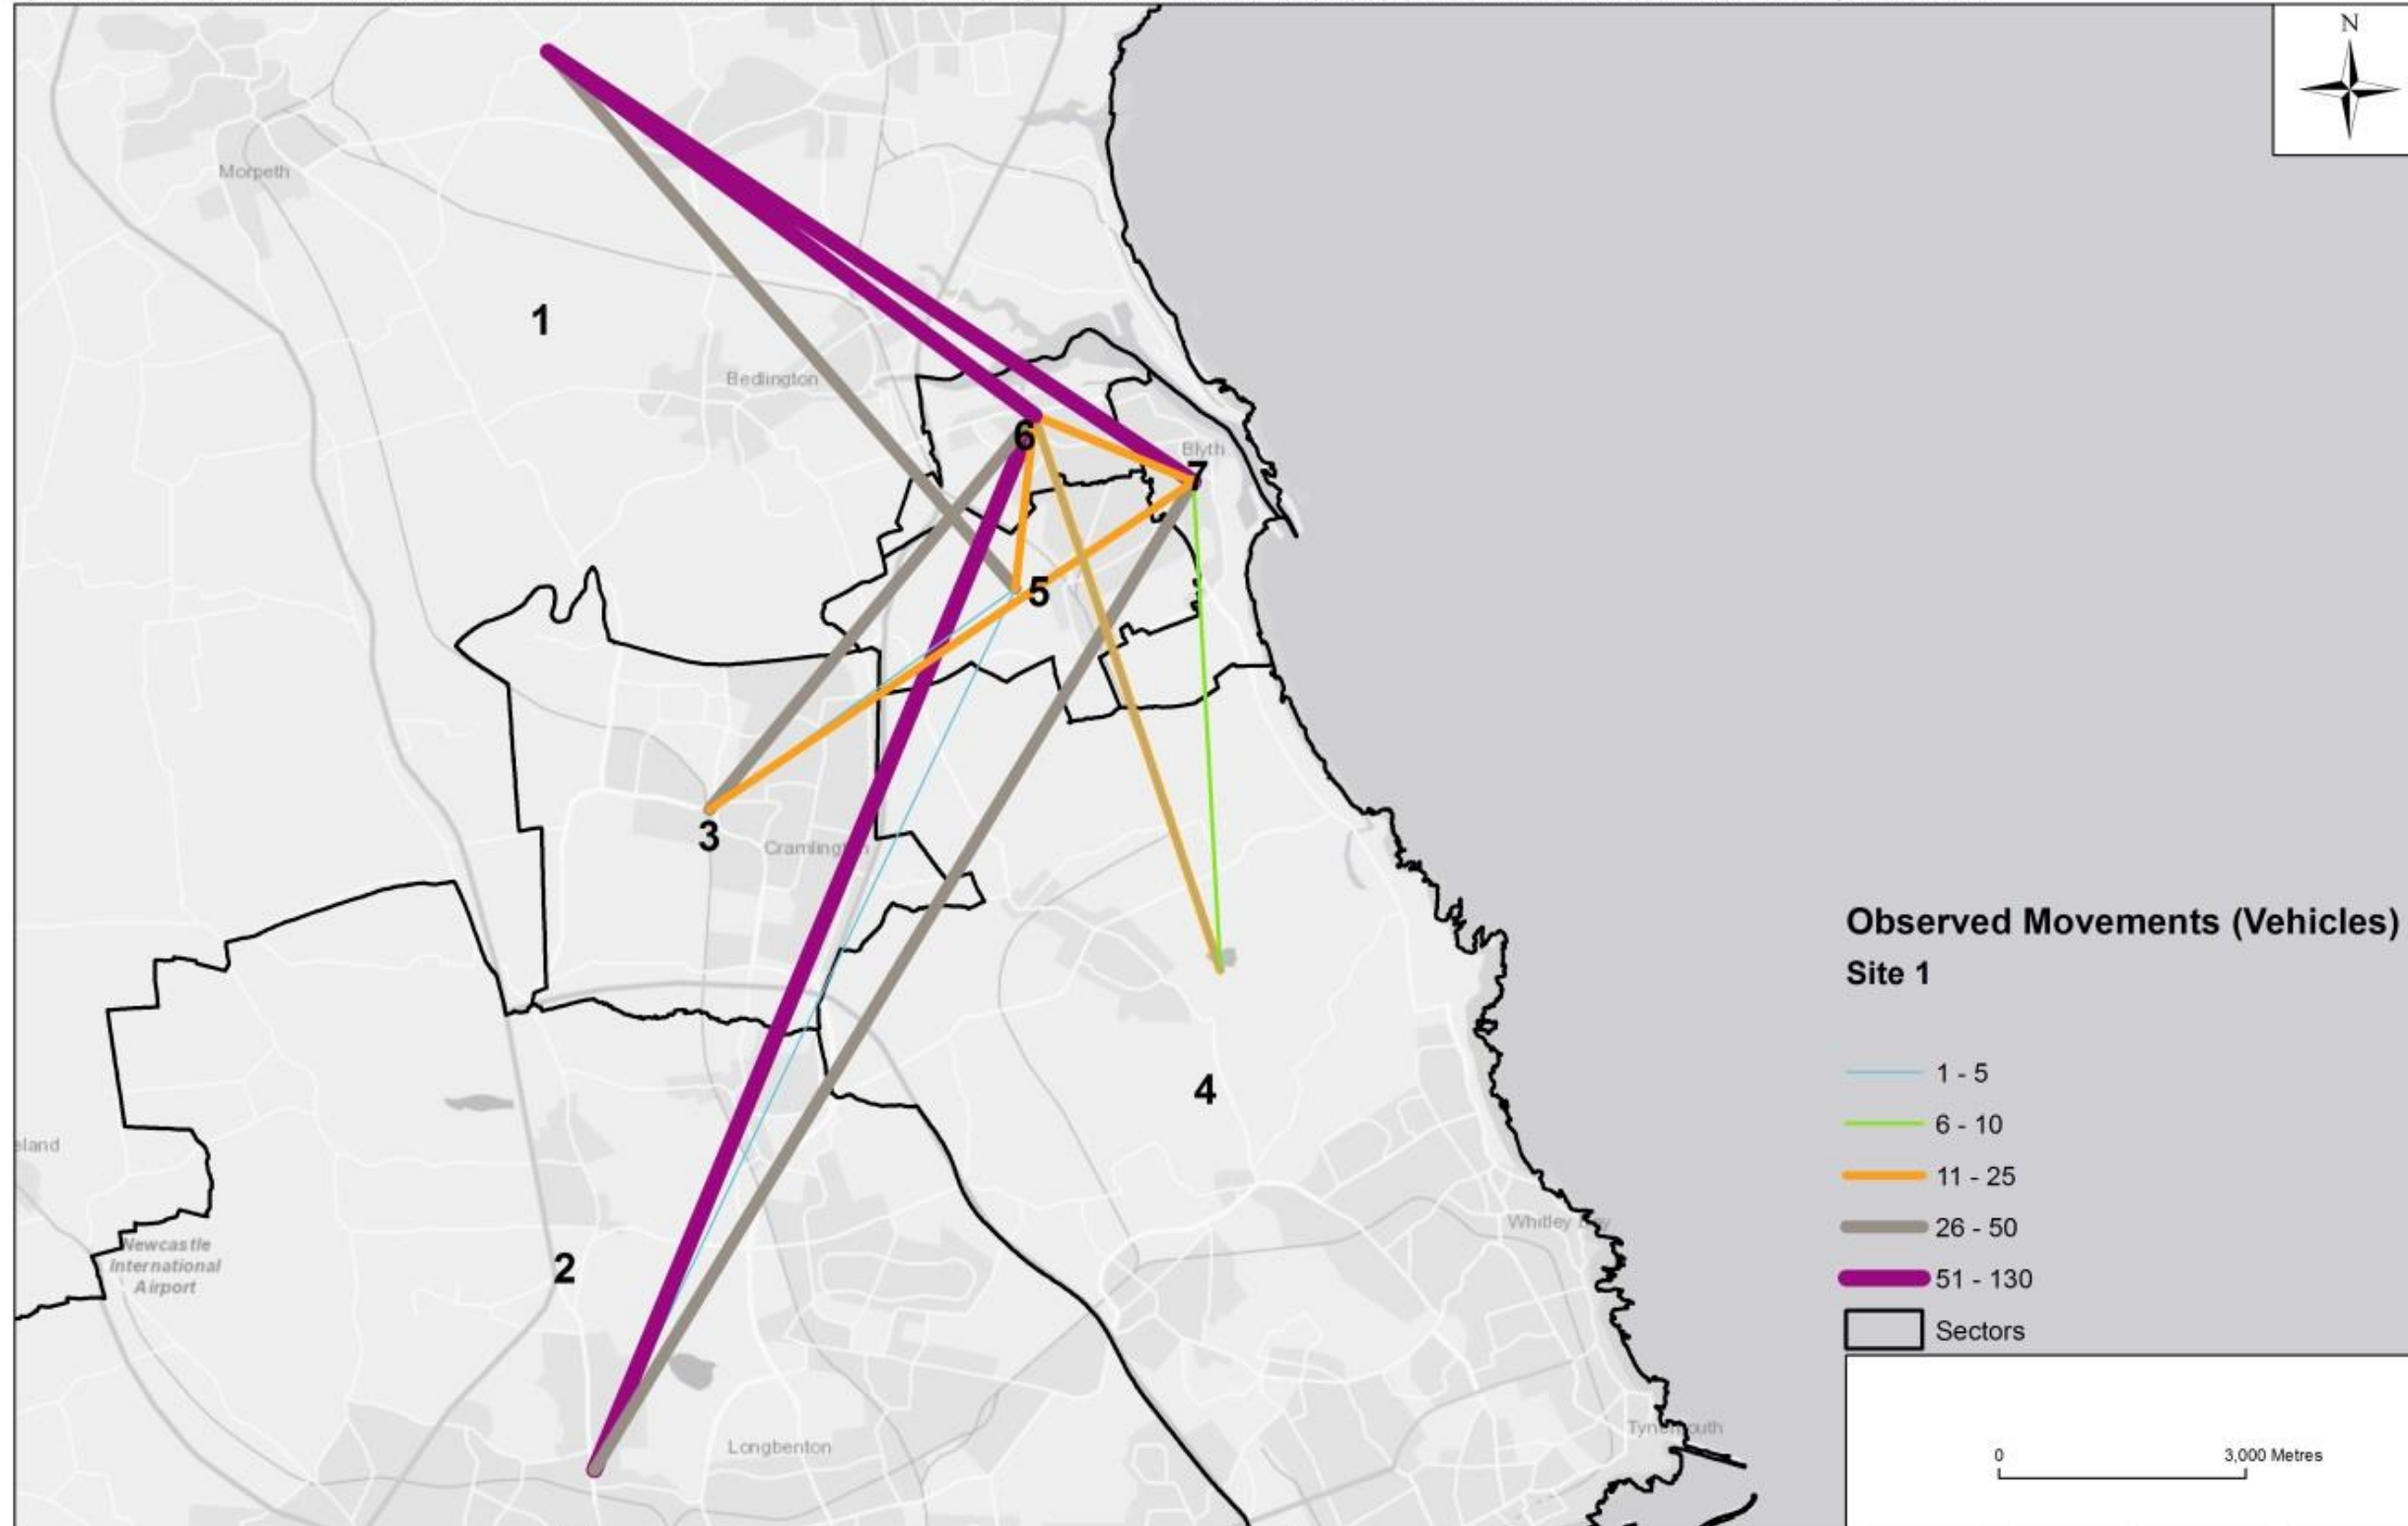 N
Morpeth
1
Bedlington
6
Blyth
7
5
3
Cramlington
4
eland
Newcastle
International
Airport
2
Whitley Bay
Longbenton
Tynemouth
Observed Movements (Vehicles)
Site 1
1 - 5
6 - 10
11 - 25
26 - 50
51 - 130
Sectors
0 3,000 Metres